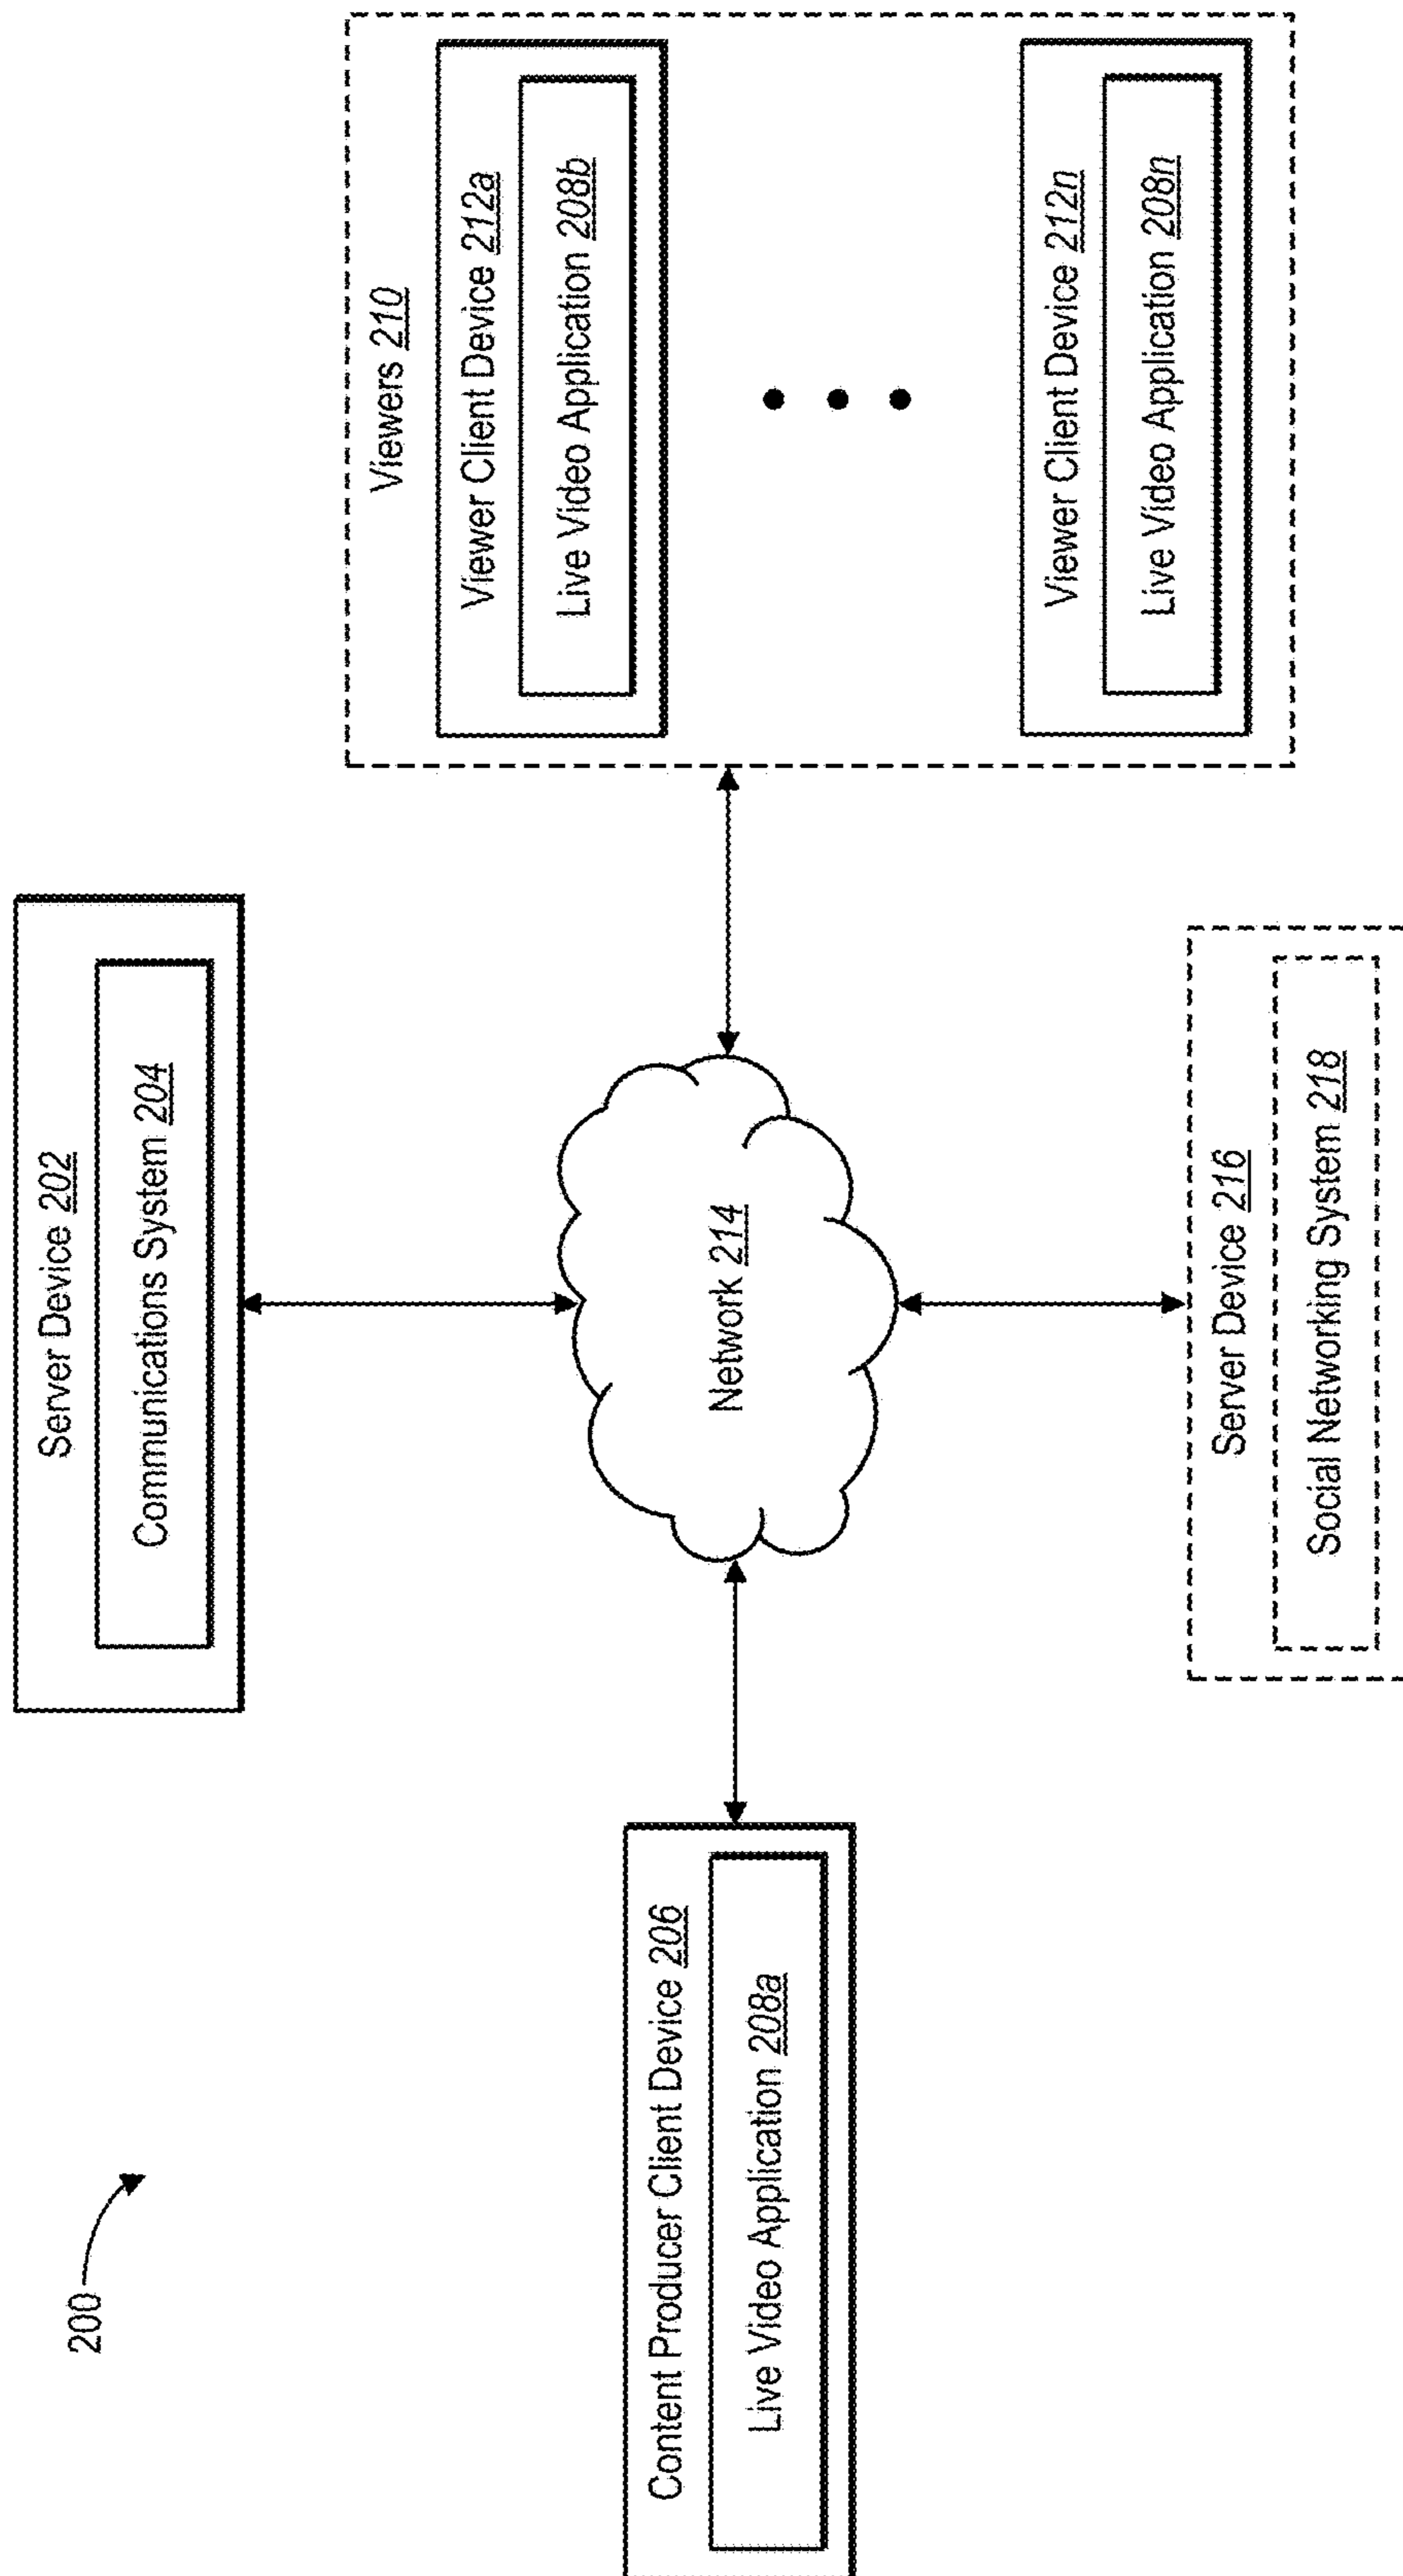 200
Server Device 202
Communications System 204
Content Producer Client Device 206
Live Video Application 208a
Network 214
Viewers 210
Viewer Client Device 212a
Live Video Application 208b
Viewer Client Device 212n
Live Video Application 208n
Server Device 216
Social Networking System 218